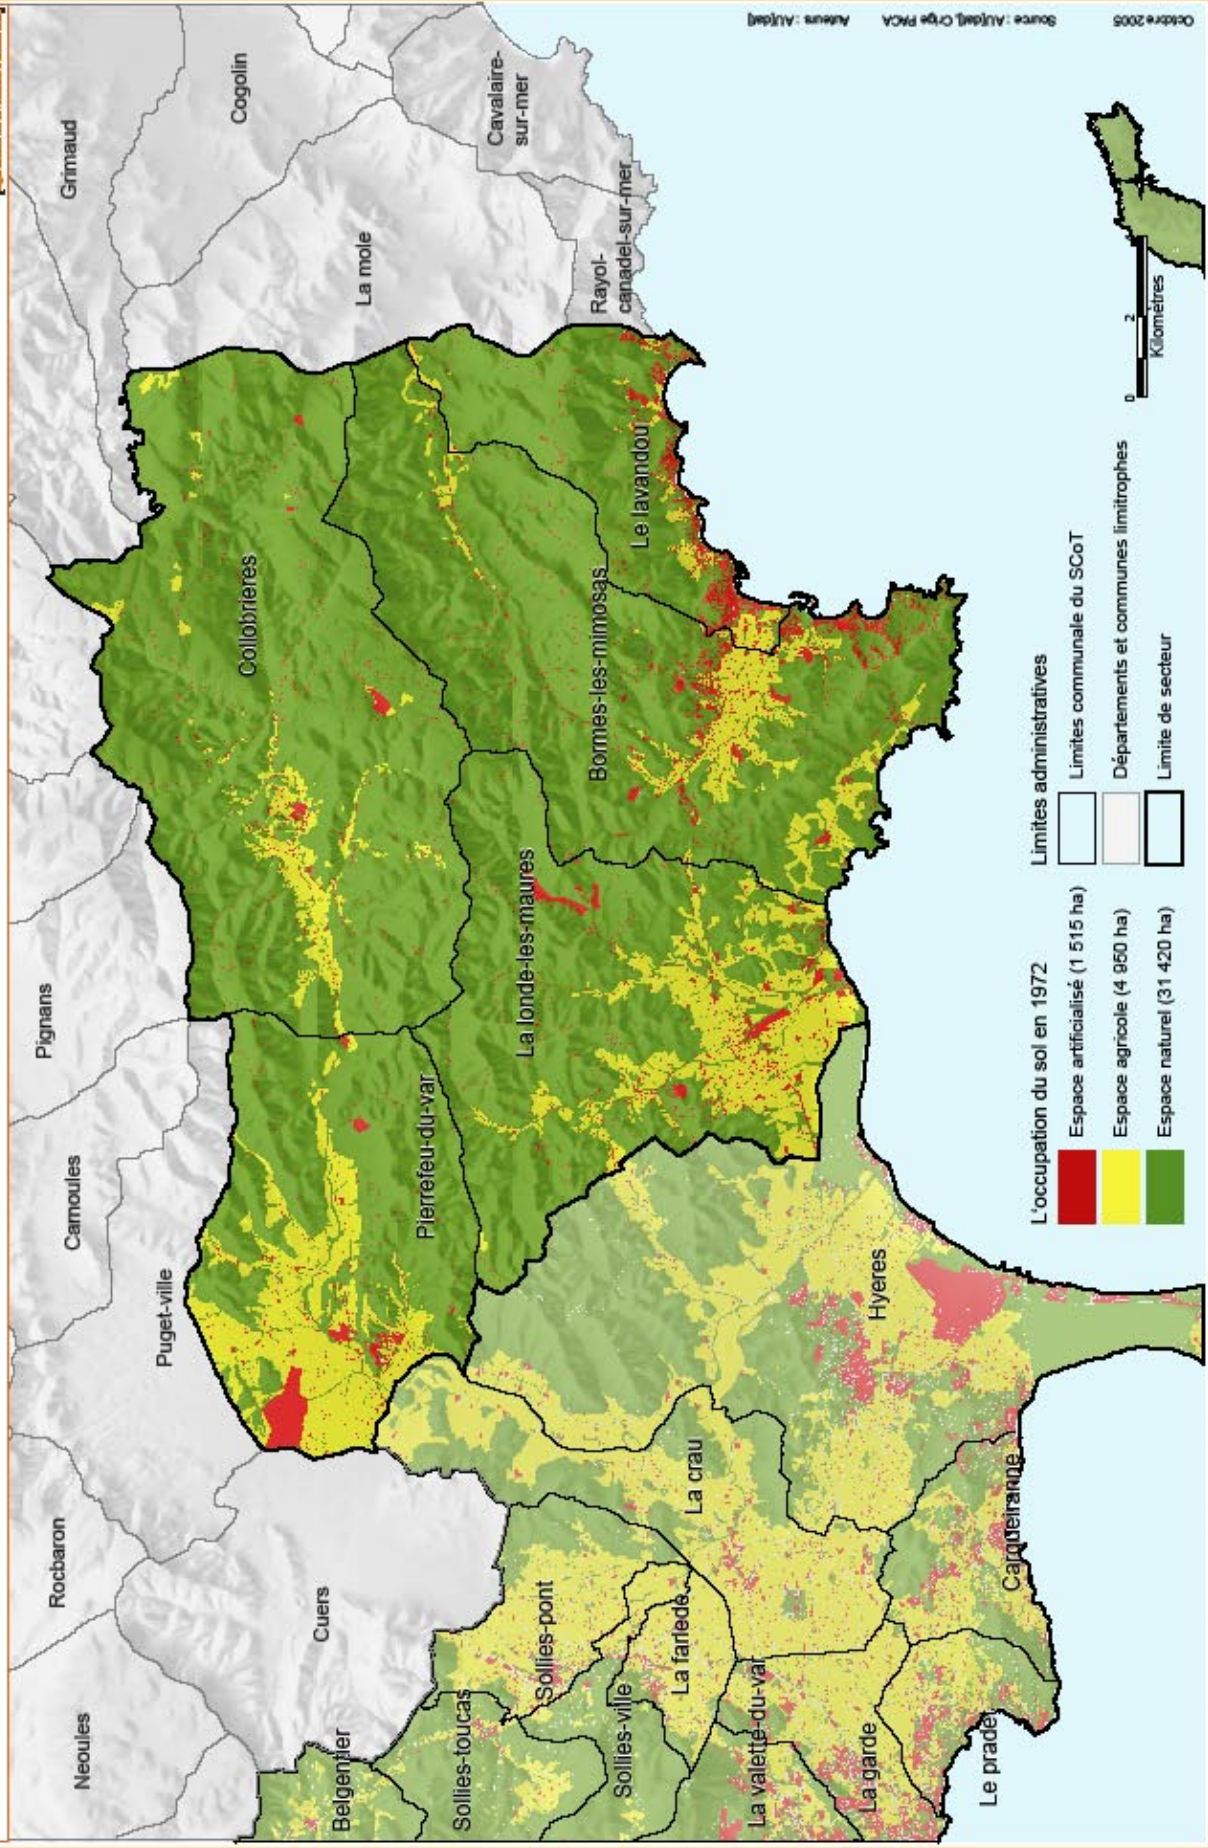 Neoules
Rocbaron
Puget-ville
Carnoules
Pignans
Grimaud
Cogolin
La mole
Cavalaire-
sur-mer
Rayol-
canadel-sur-mer
Cuers
Belgentier
Collobrieres
Pierrefeu-du-var
Sollies-toucas
Sollies-pont
La londe-les-maures
Bormes-les-mimosas
Le lavandou
Sollies-ville
La farlede
La crau
La valette-du-var
La garde
Hyeres
Le pradet
Carqueiranne
L'occupation du sol en 1972
Espace artificialisé (1 515 ha)
Espace agricole (4 950 ha)
Espace naturel (31 420 ha)
Limites administratives
Limites communale du SCoT
Départements et communes limitrophes
Limite de secteur
0 2
Kilomètres
Auteurs : AU[dat]
Source : AU[dat], Crige PACA
Octobre 2005